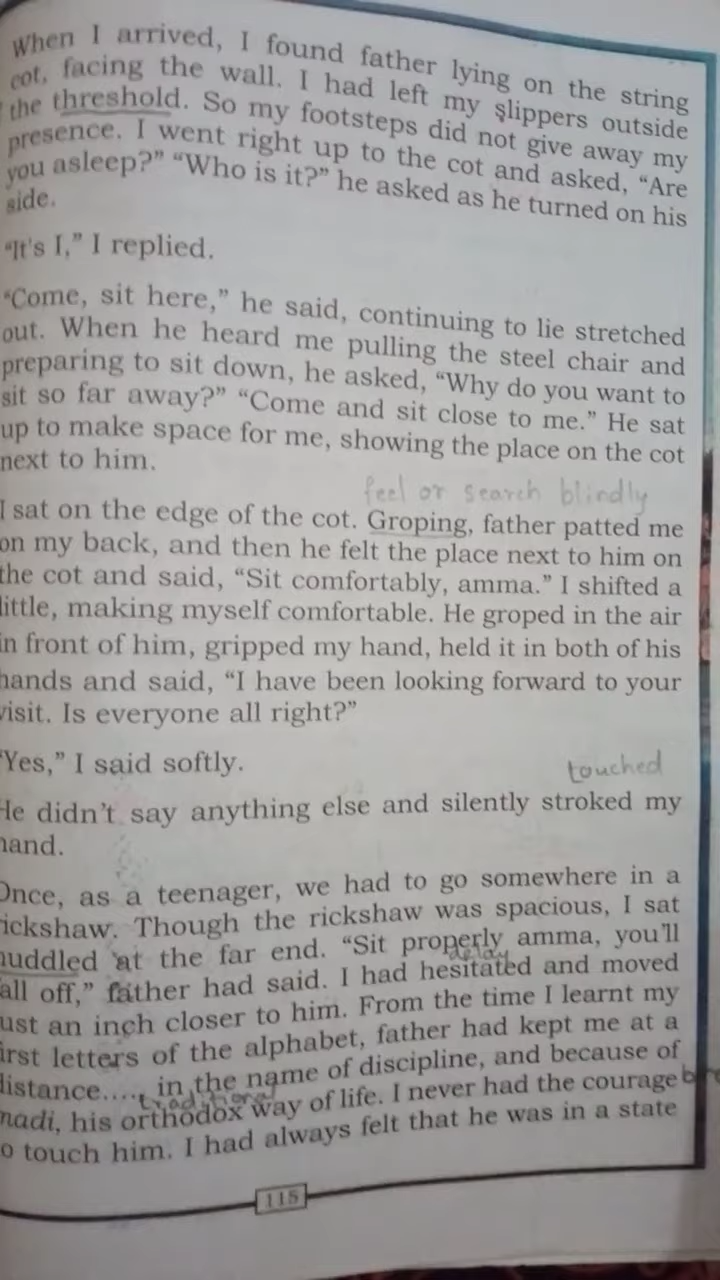 When I arrived, I found father lying on the string
cot, facing the wall. I had left my slippers outside
the threshold. So my footsteps did not give away my
presence. I went right up to the cot and asked, “Are
you asleep?” “Who is it?” he asked as he turned on his
side.
“It's I,” I replied.
“Come, sit here,” he said, continuing to lie stretched
out. When he heard me pulling the steel chair and
preparing to sit down, he asked, “Why do you want to
sit so far away?” “Come and sit close to me.” He sat
up to make space for me, showing the place on the cot
next to him.
feel or search blindly
I sat on the edge of the cot. Groping, father patted me
on my back, and then he felt the place next to him on
the cot and said, “Sit comfortably, amma.” I shifted a
little, making myself comfortable. He groped in the air
in front of him, gripped my hand, held it in both of his
hands and said, “I have been looking forward to your
visit. Is everyone all right?”
“Yes,” I said softly.
touched
He didn't say anything else and silently stroked my
hand.
Once, as a teenager, we had to go somewhere in a
rickshaw. Though the rickshaw was spacious, I sat
huddled at the far end. “Sit properly amma, you'll
delay
fall off,” father had said. I had hesitated and moved
just an inch closer to him. From the time I learnt my
first letters of the alphabet, father had kept me at a
distance.... in the name of discipline, and because of
traditional
madi, his orthodox way of life. I never had the courage
to touch him. I had always felt that he was in a state
115